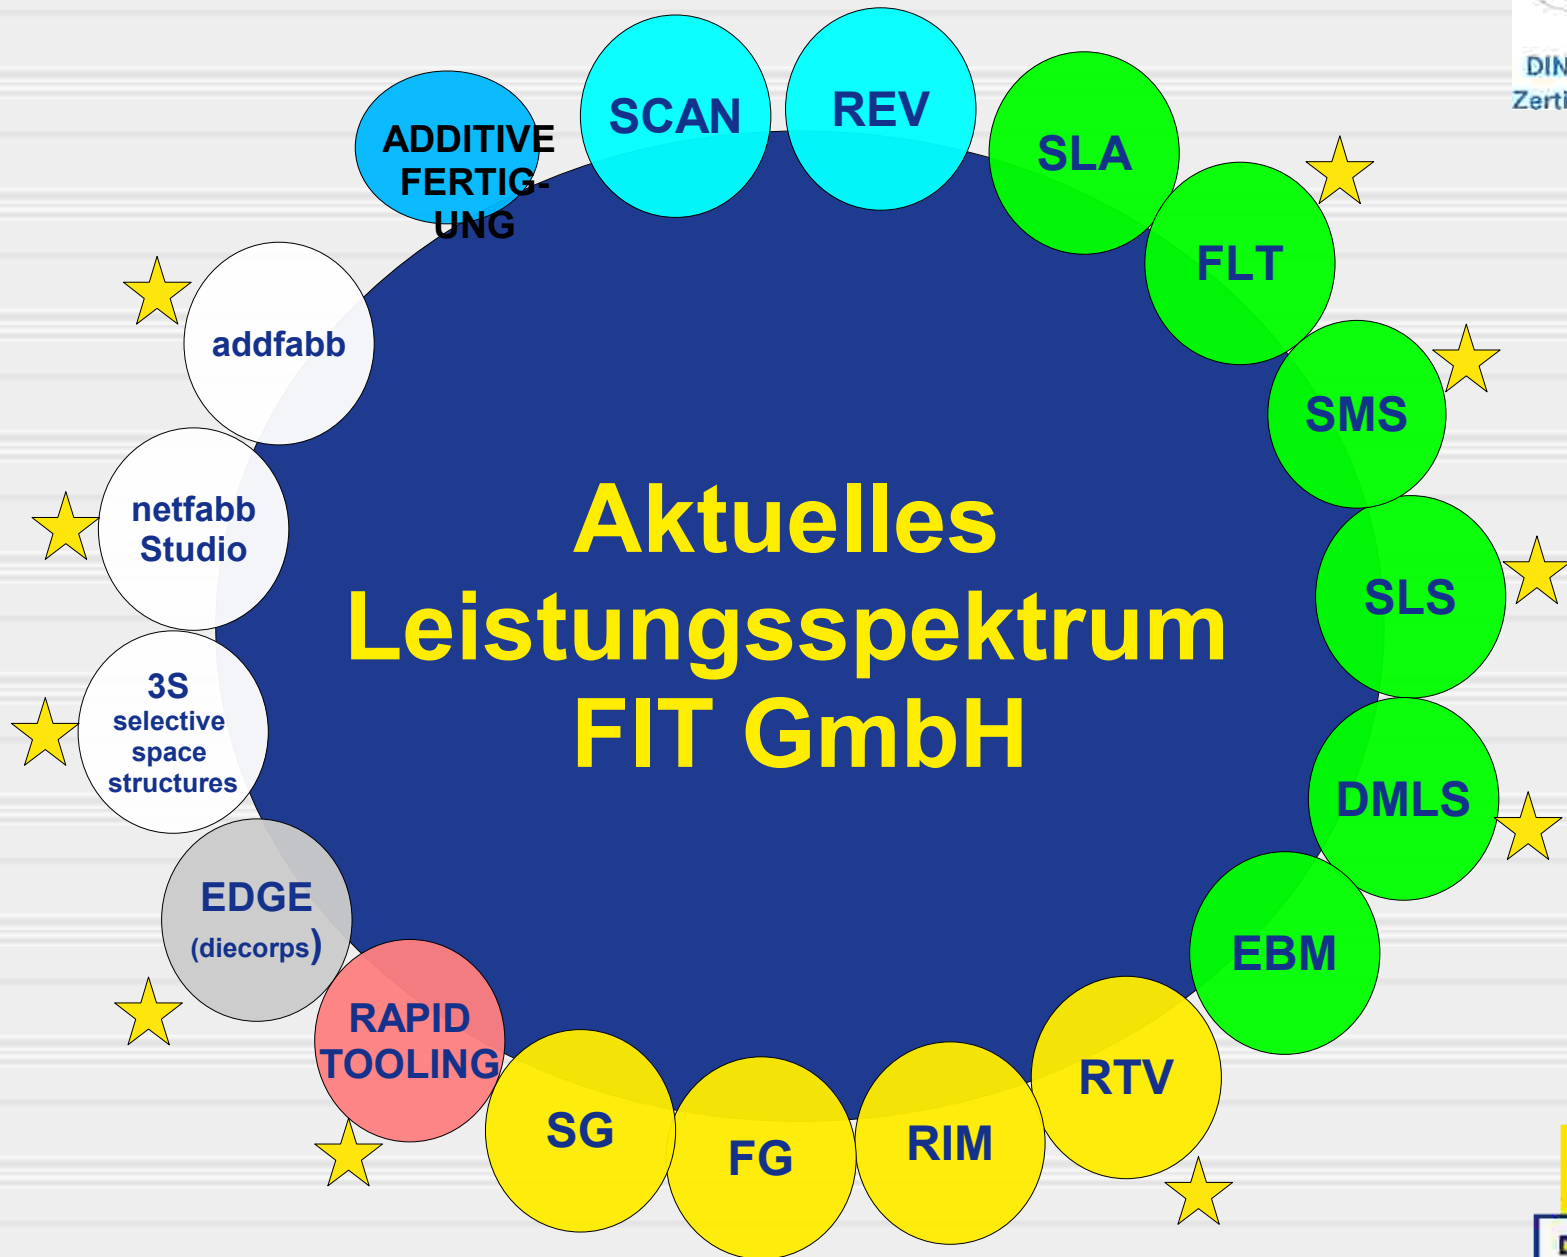 Aktuelles
Leistungsspektrum
FIT GmbH
ADDITIVE
FERTIG-
UNG
SCAN
REV
SLA
FLT
SMS
SLS
DMLS
EBM
RTV
RIM
FG
SG
RAPID
TOOLING
EDGE
(diecorps)
3S
selective
space
structures
netfabb
Studio
addfabb
DIN